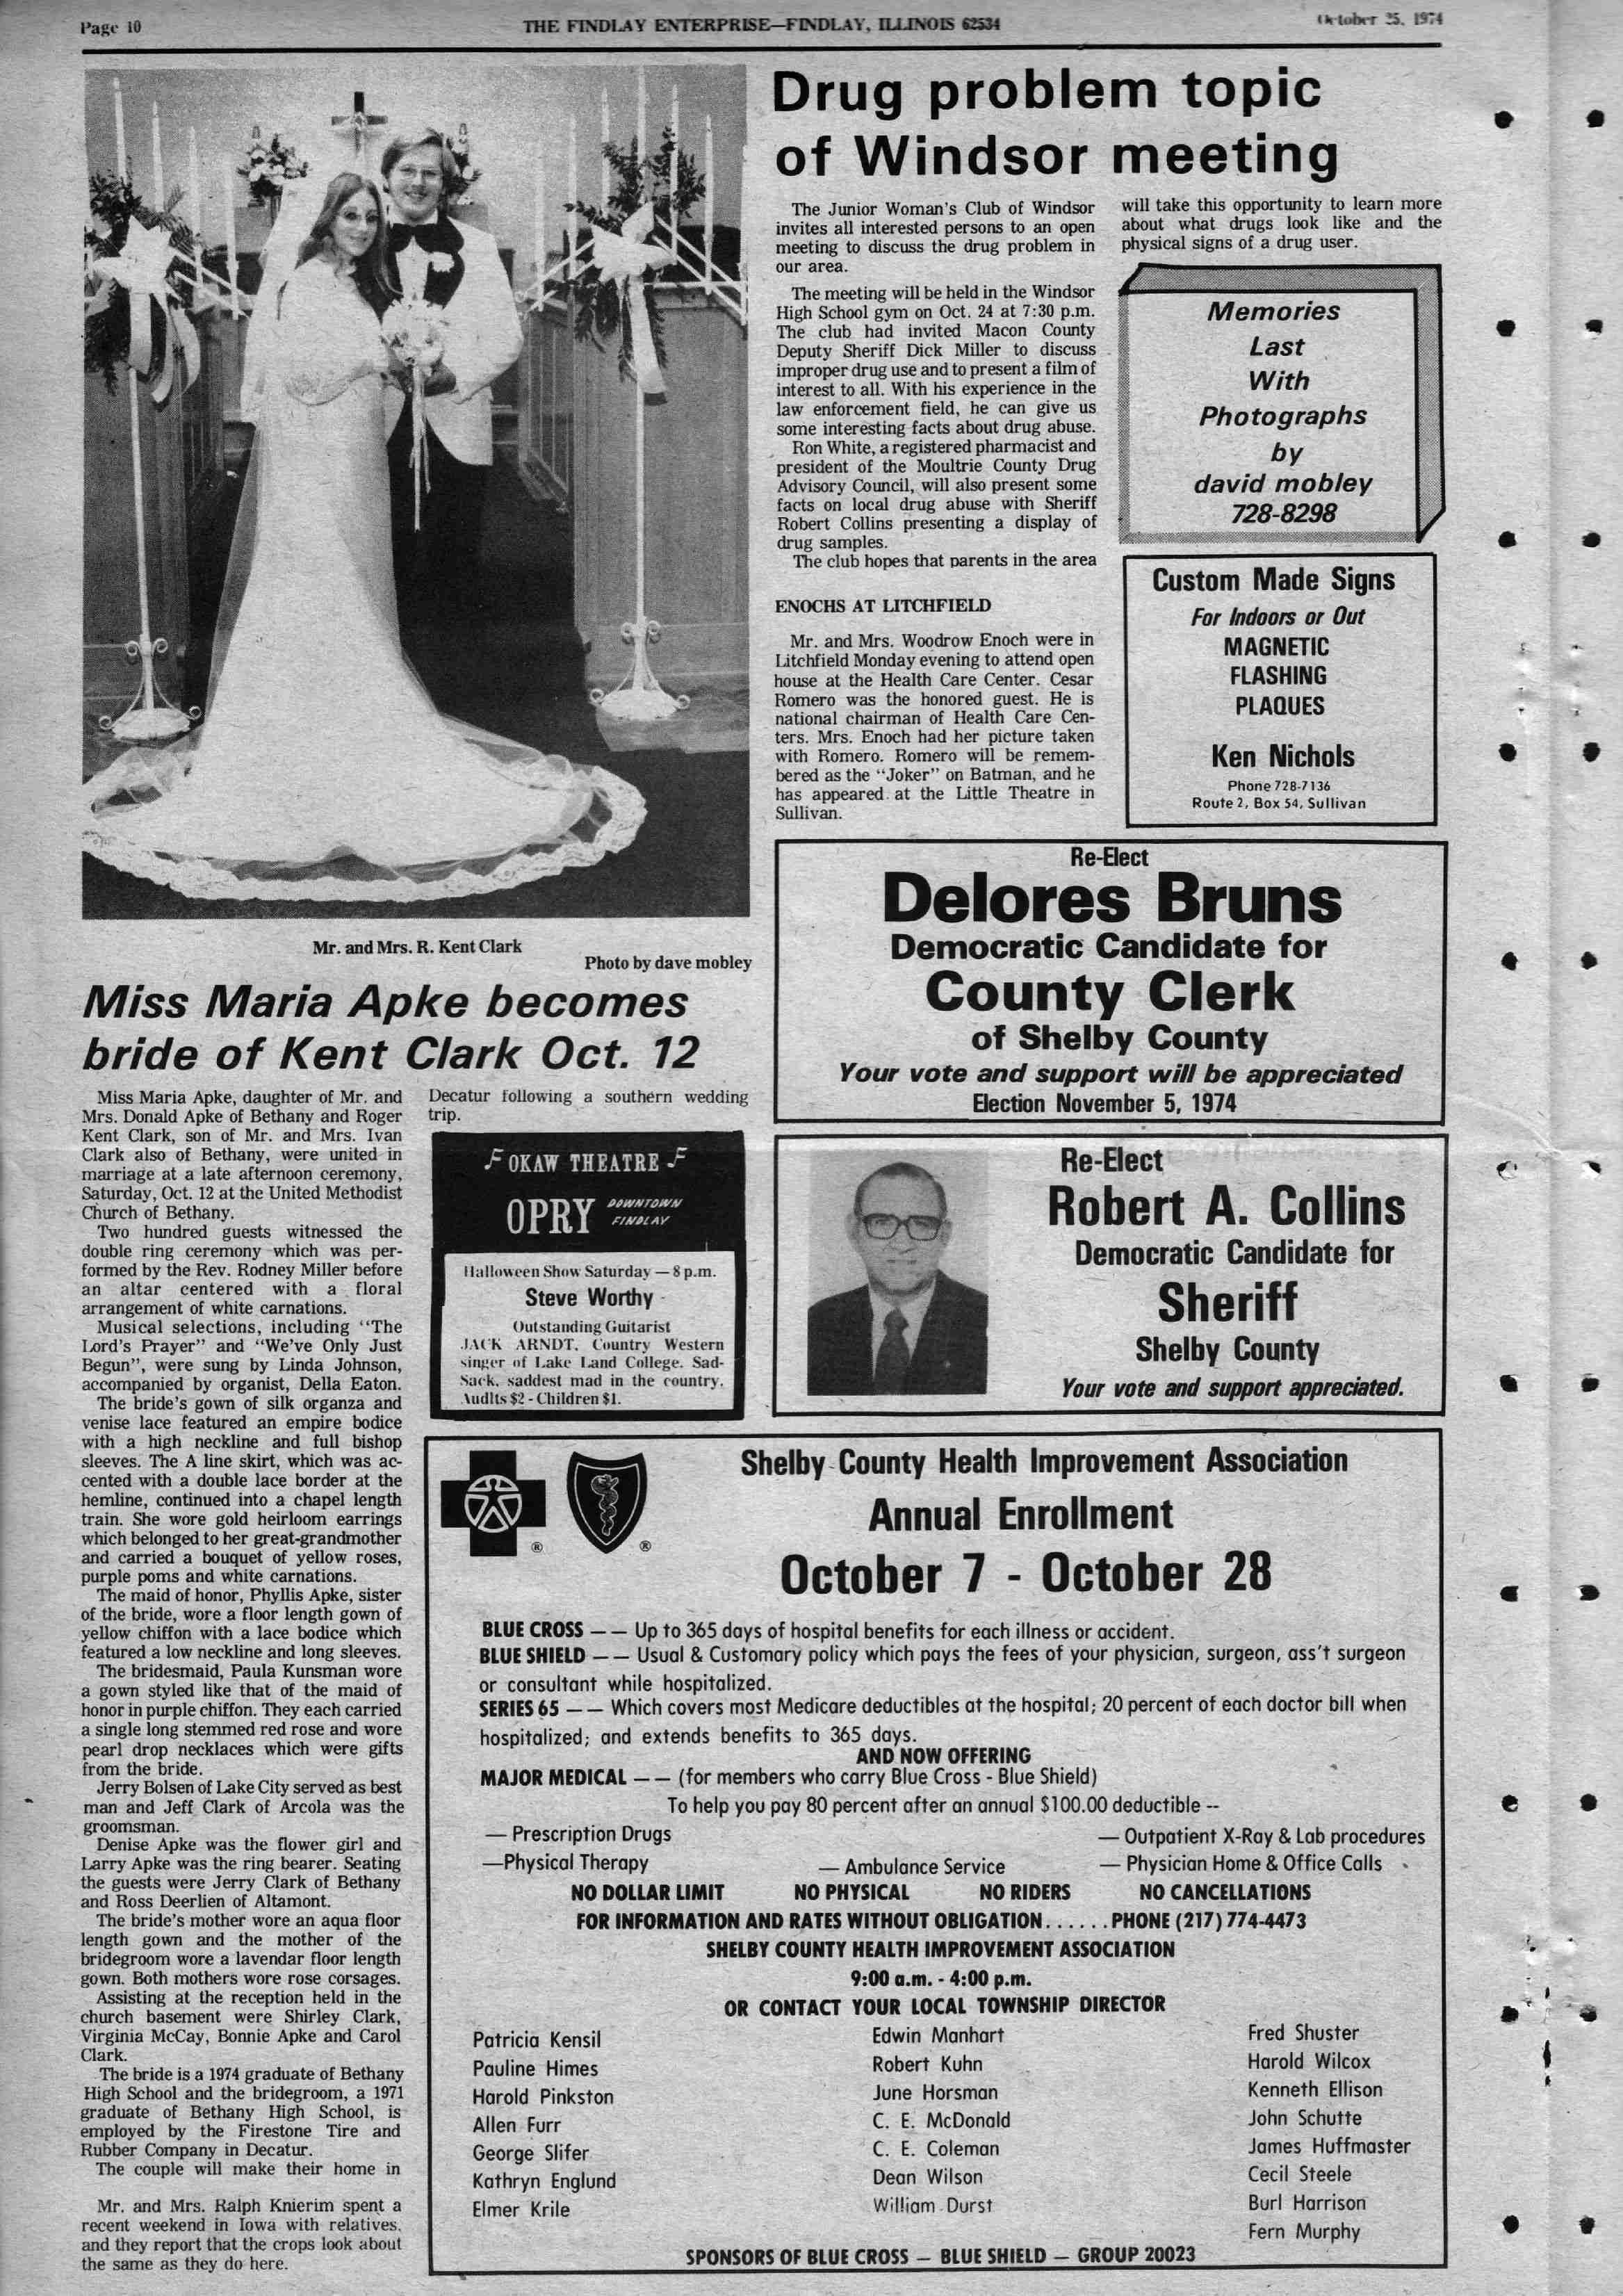 Page 10
THE FINDLAY ENTERPRISE—FINDLAY, ILLINOIS 62534
October 25, 1974
Mr. and Mrs. R. Kent Clark
Photo by dave mobley
Miss Maria Apke becomes
bride of Kent Clark Oct. 12
Miss Maria Apke, daughter of Mr. and
Mrs. Donald Apke of Bethany and Roger
Kent Clark, son of Mr. and Mrs. Ivan
Clark also of Bethany, were united in
marriage at a late afternoon ceremony,
Saturday, Oct. 12 at the United Methodist
Church of Bethany.
Two hundred guests witnessed the
double ring ceremony which was per-
formed by the Rev. Rodney Miller before
an altar centered with a floral
arrangement of white carnations.
Musical selections, including "The
Lord's Prayer" and "We've Only Just
Begun", were sung by Linda Johnson,
accompanied by organist, Della Eaton.
The bride's gown of silk organza and
venise lace featured an empire bodice
with a high neckline and full bishop
sleeves. The A line skirt, which was ac-
cented with a double lace border at the
hemline, continued into a chapel length
train. She wore gold heirloom earrings
which belonged to her great-grandmother
and carried a bouquet of yellow roses,
purple poms and white carnations.
The maid of honor, Phyllis Apke, sister
of the bride, wore a floor length gown of
yellow chiffon with a lace bodice which
featured a low neckline and long sleeves.
The bridesmaid, Paula Kunsman wore
a gown styled like that of the maid of
honor in purple chiffon. They each carried
a single long stemmed red rose and wore
pearl drop necklaces which were gifts
from the bride.
Jerry Bolsen of Lake City served as best
man and Jeff Clark of Arcola was the
groomsman.
Denise Apke was the flower girl and
Larry Apke was the ring bearer. Seating
the guests were Jerry Clark of Bethany
and Ross Deerlien of Altamont.
The bride's mother wore an aqua floor
length gown and the mother of the
bridegroom wore a lavendar floor length
gown. Both mothers wore rose corsages.
Assisting at the reception held in the
church basement were Shirley Clark,
Virginia McCay, Bonnie Apke and Carol
Clark.
The bride is a 1974 graduate of Bethany
High School and the bridegroom, a 1971
graduate of Bethany High School, is
employed by the Firestone Tire and
Rubber Company in Decatur.
The couple will make their home in
Decatur following a southern wedding
trip.
Mr. and Mrs. Ralph Knierim spent a
recent weekend in Iowa with relatives.
and they report that the crops look about
the same as they do here.
OKAW THEATRE
OPRY
DOWNTOWN
FINDLAY
Halloween Show Saturday — 8 p.m.
Steve Worthy
Outstanding Guitarist
JACK ARNDT. Country Western
singer of Lake Land College. Sad-
Sack. saddest mad in the country.
Audlts $2 - Children $1.
Drug problem topic
of Windsor meeting
The Junior Woman's Club of Windsor
invites all interested persons to an open
meeting to discuss the drug problem in
our area.
The meeting will be held in the Windsor
High School gym on Oct. 24 at 7:30 p.m.
The club had invited Macon County
Deputy Sheriff Dick Miller to discuss
improper drug use and to present a film of
interest to all. With his experience in the
law enforcement field, he can give us
some interesting facts about drug abuse.
Ron White, a registered pharmacist and
president of the Moultrie County Drug
Advisory Council, will also present some
facts on local drug abuse with Sheriff
Robert Collins presenting a display of
drug samples.
The club hopes that parents in the area
will take this opportunity to learn more
about what drugs look like and the
physical signs of a drug user.
ENOCHS AT LITCHFIELD
Mr. and Mrs. Woodrow Enoch were in
Litchfield Monday evening to attend open
house at the Health Care Center. Cesar
Romero was the honored guest. He is
national chairman of Health Care Cen-
ters. Mrs. Enoch had her picture taken
with Romero. Romero will be remem-
bered as the "Joker" on Batman, and he
has appeared at the Little Theatre in
Sullivan.
Memories
Last
With
Photographs
by
david mobley
728-8298
Custom Made Signs
For Indoors or Out
MAGNETIC
FLASHING
PLAQUES
Ken Nichols
Phone 728-7136
Route 2, Box 54, Sullivan
Re-Elect
Delores Bruns
Democratic Candidate for
County Clerk
of Shelby County
Your vote and support will be appreciated
Election November 5, 1974
Re-Elect
Robert A. Collins
Democratic Candidate for
Sheriff
Shelby County
Your vote and support appreciated.
® ®
Shelby County Health Improvement Association
Annual Enrollment
October 7 - October 28
BLUE CROSS — — Up to 365 days of hospital benefits for each illness or accident.
BLUE SHIELD — — Usual & Customary policy which pays the fees of your physician, surgeon, ass't surgeon
or consultant while hospitalized.
SERIES 65 — — Which covers most Medicare deductibles at the hospital; 20 percent of each doctor bill when
hospitalized; and extends benefits to 365 days.
AND NOW OFFERING
MAJOR MEDICAL — — (for members who carry Blue Cross - Blue Shield)
To help you pay 80 percent after an annual $100.00 deductible --
— Prescription Drugs
— Outpatient X-Ray & Lab procedures
—Physical Therapy
— Ambulance Service
— Physician Home & Office Calls
NO DOLLAR LIMIT NO PHYSICAL NO RIDERS NO CANCELLATIONS
FOR INFORMATION AND RATES WITHOUT OBLIGATION......PHONE (217) 774-4473
SHELBY COUNTY HEALTH IMPROVEMENT ASSOCIATION
9:00 a.m. - 4:00 p.m.
OR CONTACT YOUR LOCAL TOWNSHIP DIRECTOR
Patricia Kensil
Pauline Himes
Harold Pinkston
Allen Furr
George Slifer
Kathryn Englund
Elmer Krile
Edwin Manhart
Robert Kuhn
June Horsman
C. E. McDonald
C. E. Coleman
Dean Wilson
William Durst
Fred Shuster
Harold Wilcox
Kenneth Ellison
John Schutte
James Huffmaster
Cecil Steele
Burl Harrison
Fern Murphy
SPONSORS OF BLUE CROSS — BLUE SHIELD — GROUP 20023